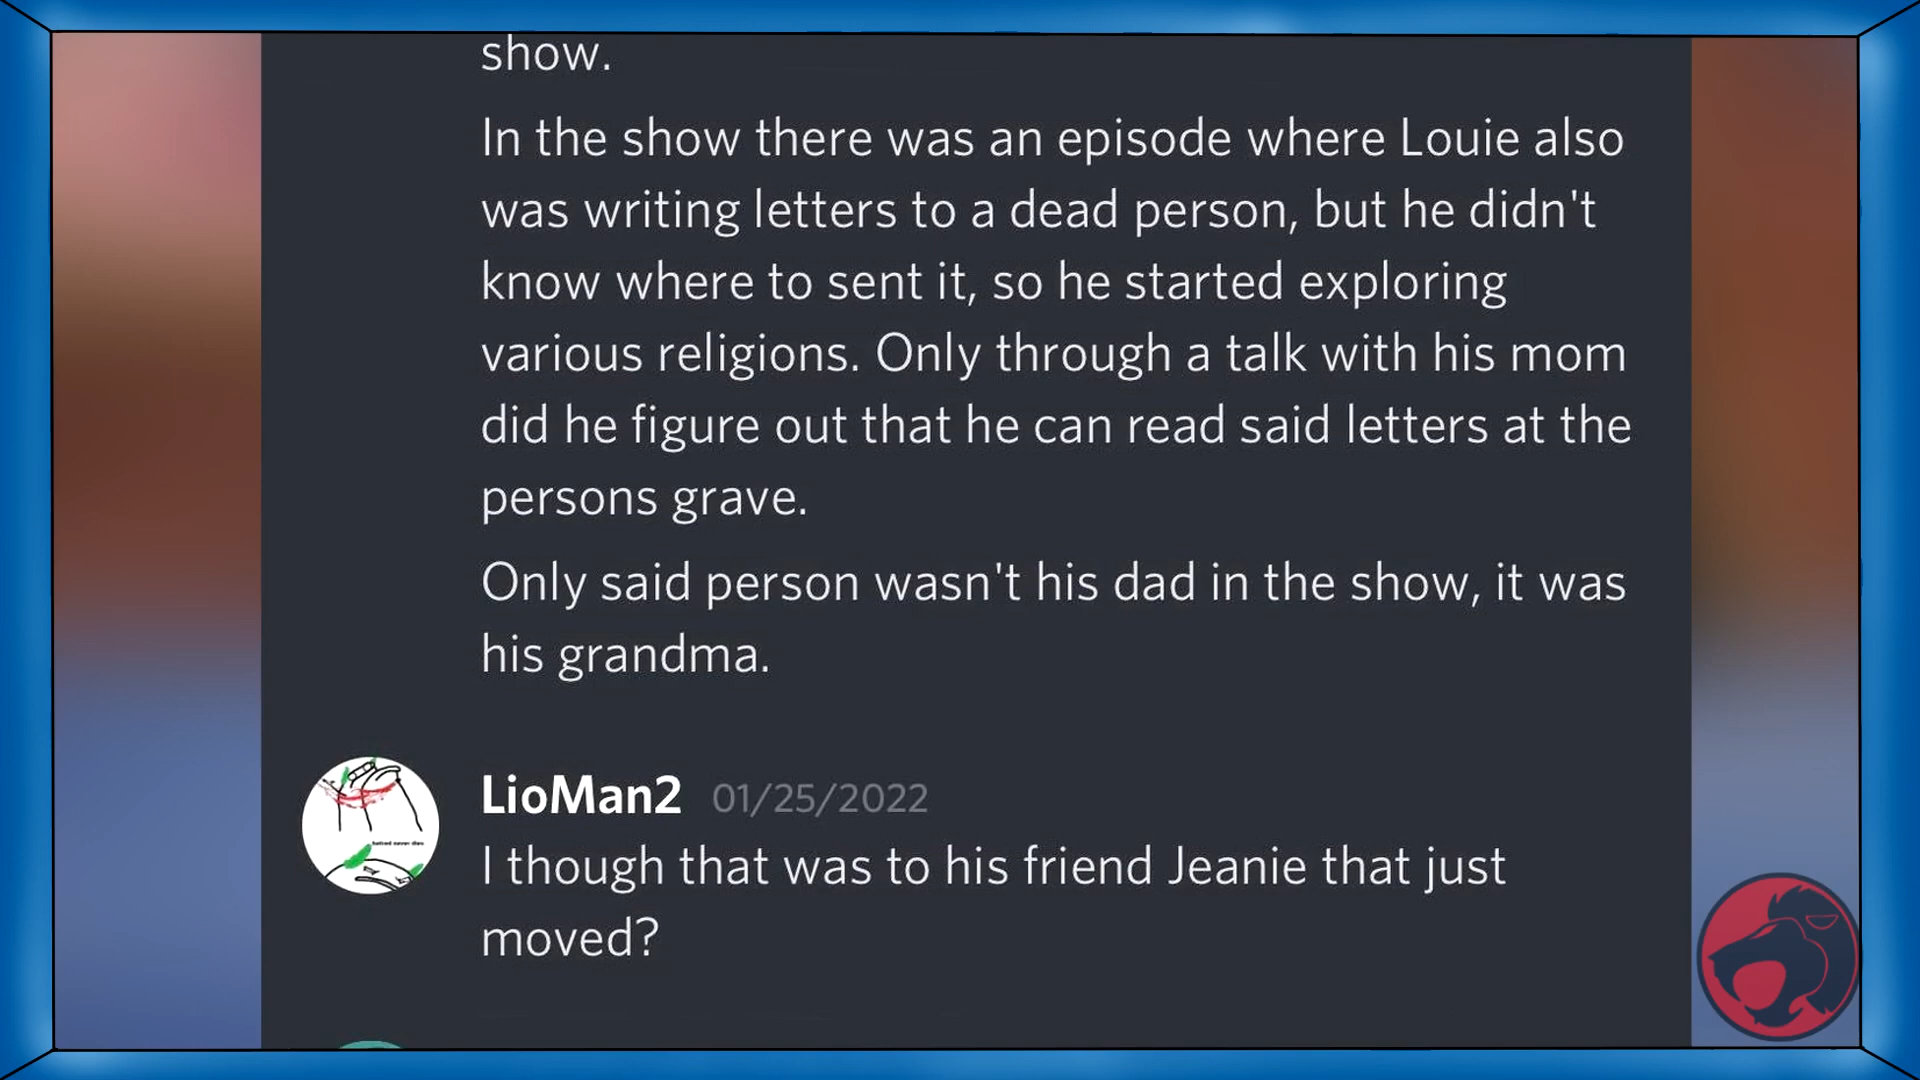 show.
In the show there was an episode where Louie also
was writing letters to a dead person, but he didn't
know where to sent it, so he started exploring
various religions. Only through a talk with his mom
did he figure out that he can read said letters at the
persons grave.
Only said person wasn't his dad in the show, it was
his grandma.
LioMan2 01/25/2022
I though that was to his friend Jeanie that just
moved?